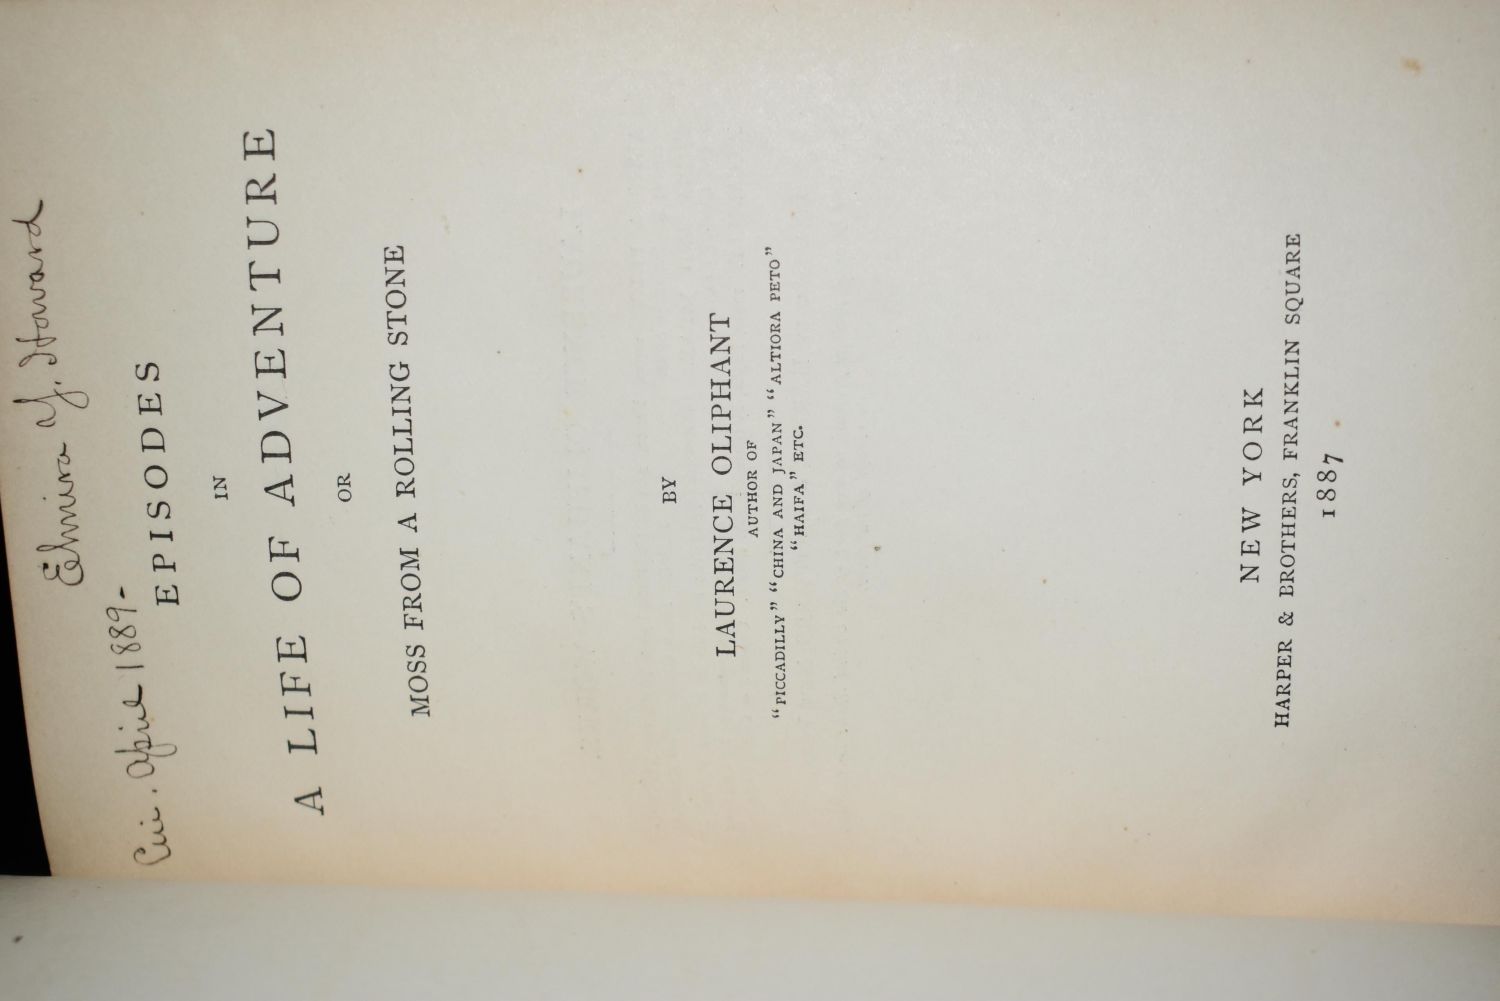 Elmira Y. Howard
Cin. April 1889-
EPISODES
IN
A LIFE OF ADVENTURE
OR
MOSS FROM A ROLLING STONE
BY
LAURENCE OLIPHANT
AUTHOR OF
“PICCADILLY” “CHINA AND JAPAN” “ALTIORA PETO”
“HAIFA” ETC.
NEW YORK
HARPER & BROTHERS, FRANKLIN SQUARE
1887